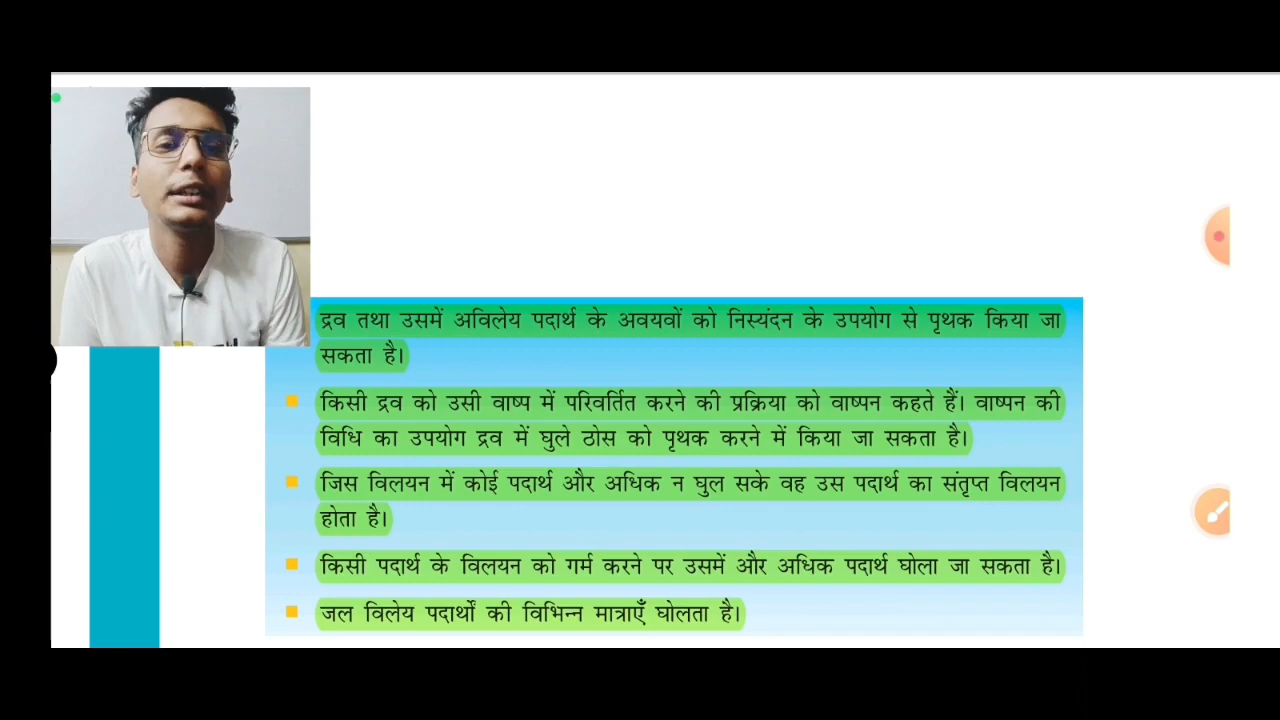 द्रव तथा उसमें अविलेय पदार्थ के अवयवों को निस्यंदन के उपयोग से पृथक किया जा
सकता है।
किसी द्रव को उसी वाष्प में परिवर्तित करने की प्रक्रिया को वाष्पन कहते हैं। वाष्पन की
विधि का उपयोग द्रव में घुले ठोस को पृथक करने में किया जा सकता है।
जिस विलयन में कोई पदार्थ और अधिक न घुल सके वह उस पदार्थ का संतृप्त विलयन
होता है।
किसी पदार्थ के विलयन को गर्म करने पर उसमें और अधिक पदार्थ घोला जा सकता है।
जल विलेय पदार्थों की विभिन्न मात्राएँ घोलता है।